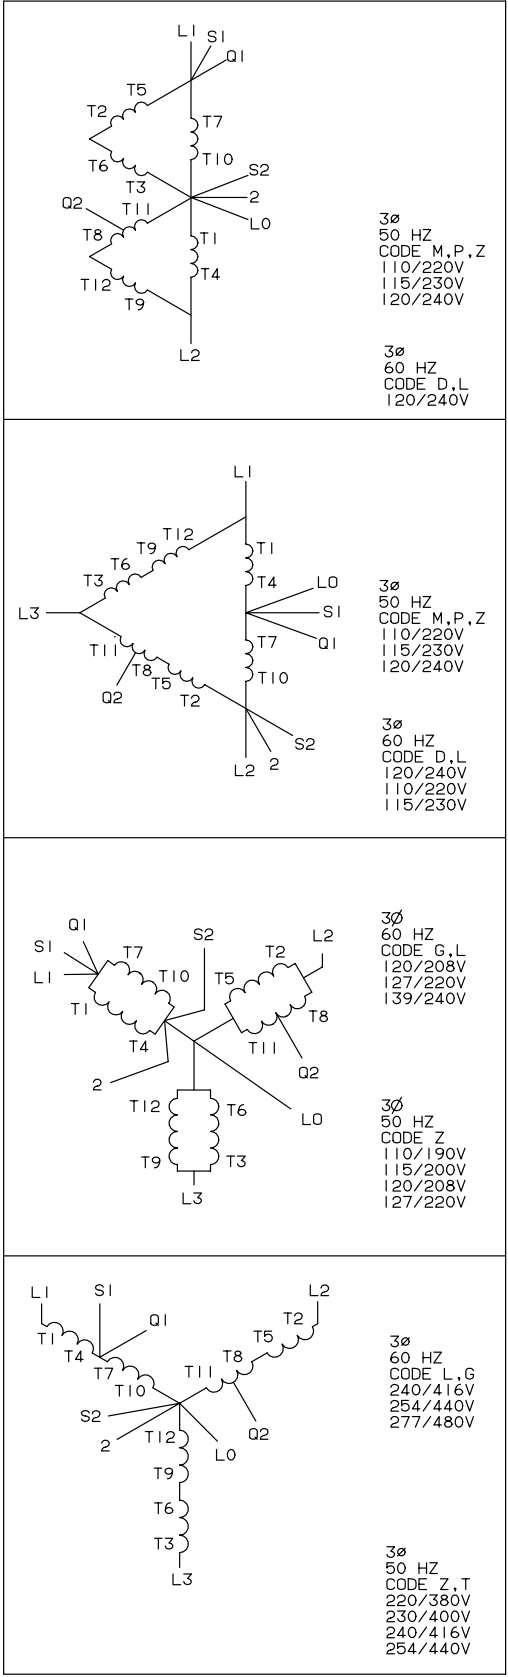 L1
S1
Q1
T5
T2
T7
T6
T10
S2
T3
Q2
T11
2
L0
T8
T1
T12
T4
T9
L2
3ø
50 HZ
CODE M,P,Z
110/220V
115/230V
120/240V
3ø
60 HZ
CODE D,L
120/240V
L1
T12
T9
T1
T6
T3
T4
L0
L3
S1
T11
T7
Q1
T8
T5
T10
Q2
T2
S2
L2
2
3ø
50 HZ
CODE M,P,Z
110/220V
115/230V
120/240V
3ø
60 HZ
CODE D,L
120/240V
110/220V
115/230V
Q1
S2
L2
S1
T7
T2
L1
T10
T5
T1
T8
T4
T11
2
Q2
T12
T6
L0
T9
T3
L3
3Ø
60 HZ
CODE G,L
120/208V
127/220V
139/240V
3Ø
50 HZ
CODE Z
110/190V
115/200V
120/208V
127/220V
L1
S1
L2
Q1
T2
T1
T5
T4
T8
T7
T11
T10
S2
Q2
T12
2
L0
T9
T6
T3
L3
3ø
60 HZ
CODE L,G
240/416V
254/440V
277/480V
3ø
50 HZ
CODE Z,T
220/380V
230/400V
240/416V
254/440V